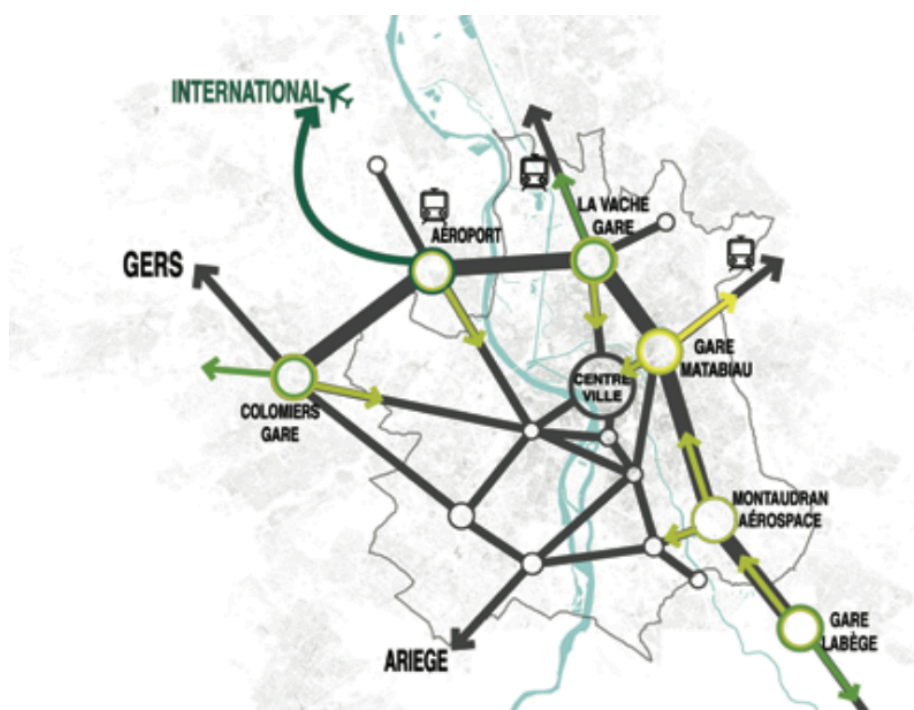 INTERNATIONAL
LA VACHE
GARE
AÉROPORT
GERS
GARE
MATABIAU
CENTRE
VILLE
COLOMIERS
GARE
MONTAUDRAN
AÉROSPACE
GARE
LABÈGE
ARIEGE